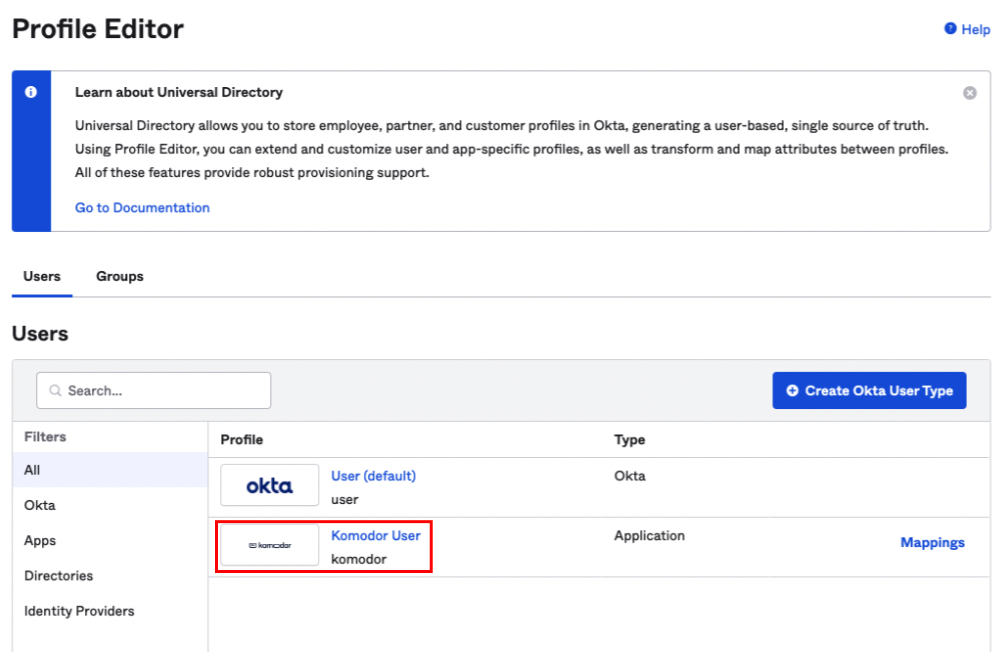 Profile Editor
Help
Learn about Universal Directory
Universal Directory allows you to store employee, partner, and customer profiles in Okta, generating a user-based, single source of truth.
Using Profile Editor, you can extend and customize user and app-specific profiles, as well as transform and map attributes between profiles.
All of these features provide robust provisioning support.
Go to Documentation
Users Groups
Users
Search...
Create Okta User Type
Filters
Profile Type
All
okta
User (default)
user
Okta
Okta
Apps
komodor
Komodor User
komodor
Application
Mappings
Directories
Identity Providers